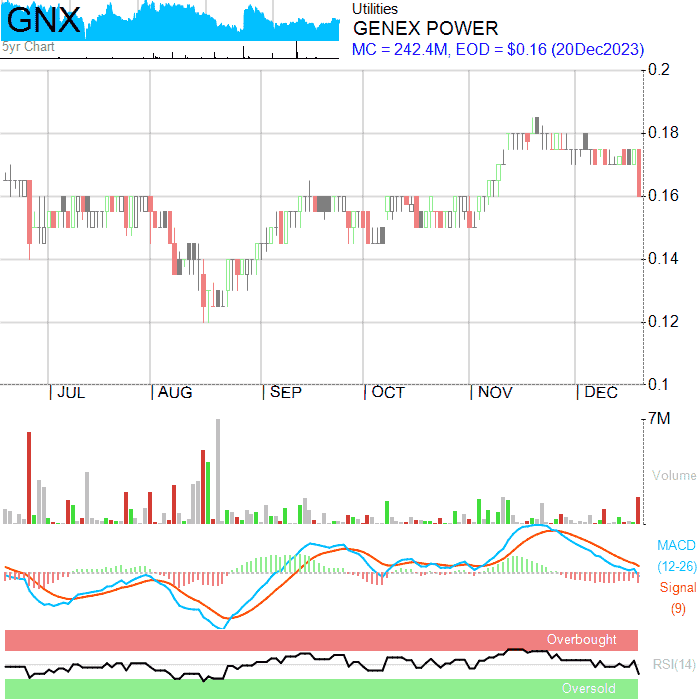 GNX
5yr Chart
Utilities
GENEX POWER
MC = 242.4M, EOD = $0.16 (20Dec2023)
0.2
0.18
0.16
0.14
0.12
0.1
JUL AUG SEP OCT NOV DEC
7M
Volume
MACD
(12-26)
Signal
(9)
Overbought
RSI(14)
Oversold